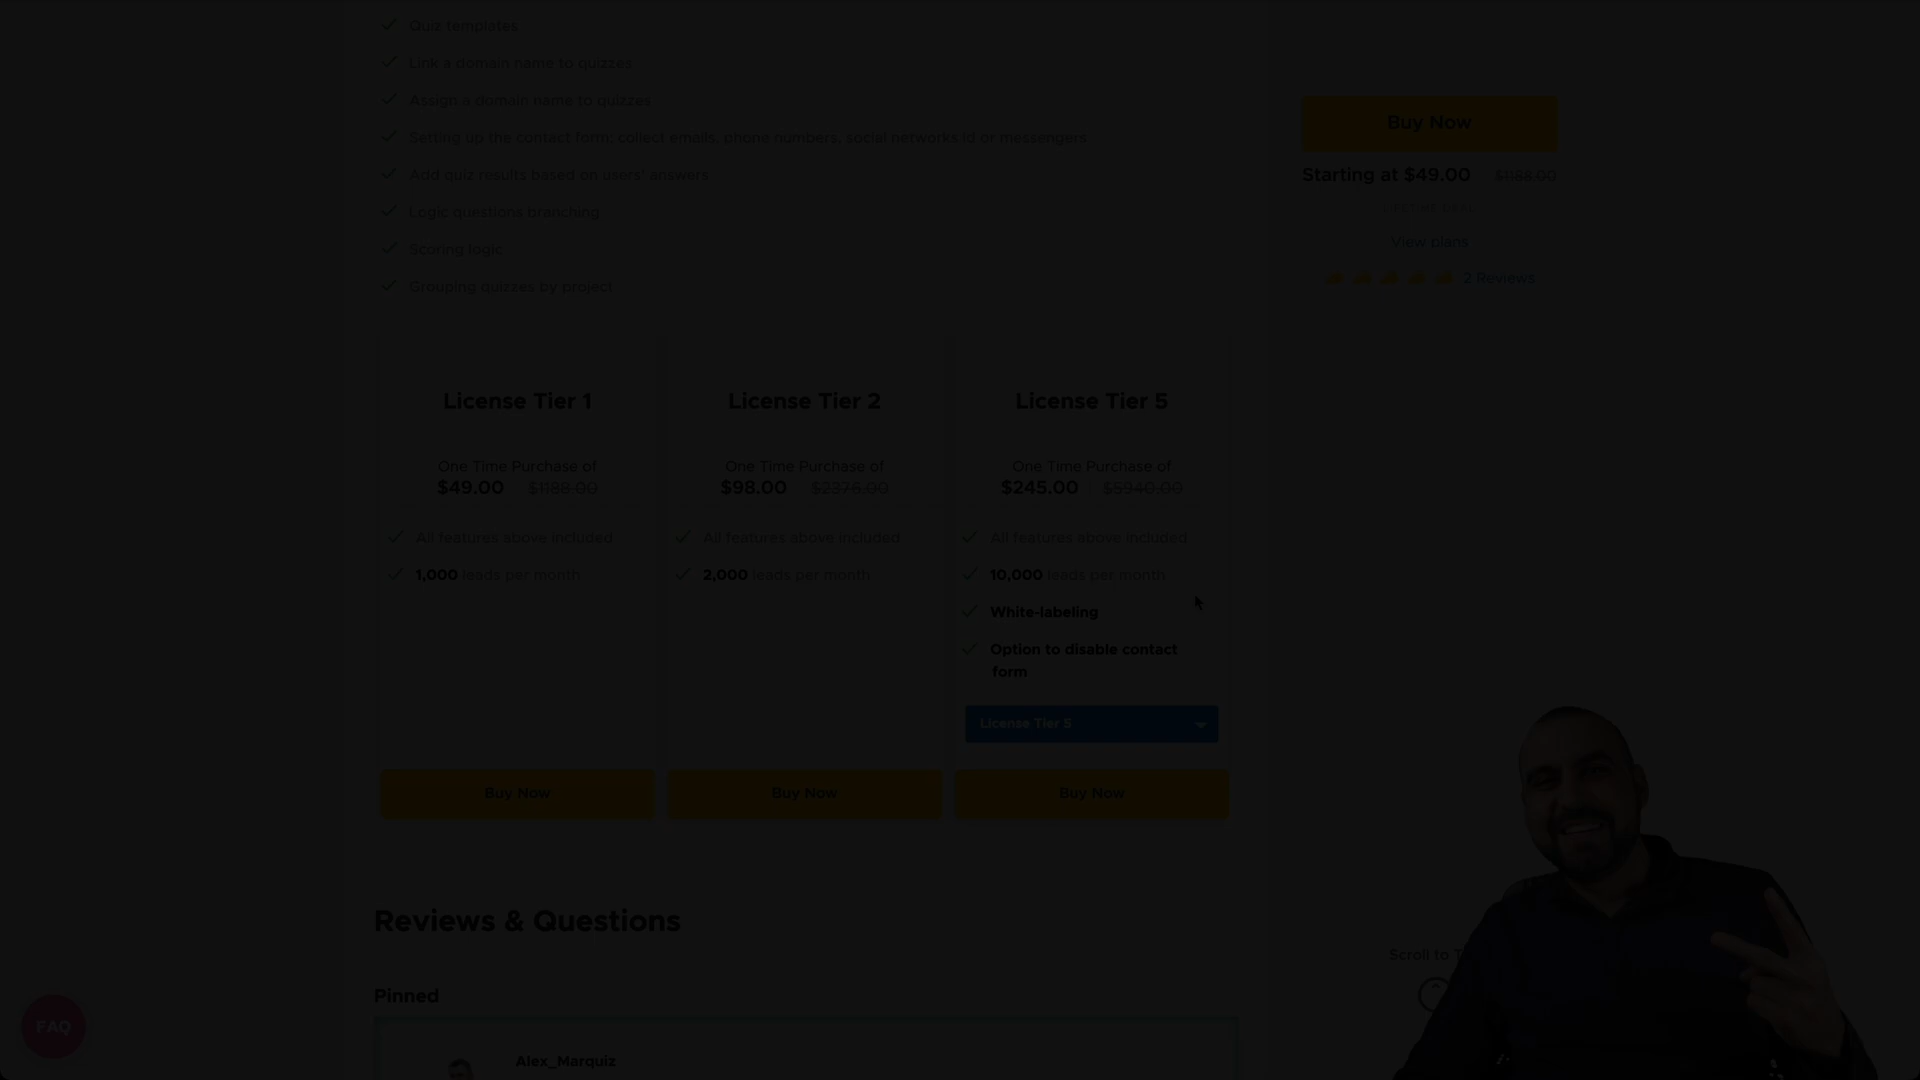 Quiz templates
Link a domain name to quizzes
Assign a domain name to quizzes
Setting up the contact form: collect emails, phone numbers, social networks id or messengers
Add quiz results based on users' answers
Logic questions branching
Scoring logic
Grouping quizzes by project
Buy Now
Starting at $49.00 $1188.00
View plans
2 Reviews
License Tier 1
One Time Purchase of
$49.00 $1188.00
All features above included
1,000 leads per month
Buy Now
License Tier 2
One Time Purchase of
$98.00 $2376.00
All features above included
2,000 leads per month
Buy Now
License Tier 5
One Time Purchase of
$245.00 $5940.00
All features above included
10,000 leads per month
White-labeling
Option to disable contact
form
License Tier 5
Buy Now
Reviews & Questions
Pinned
Alex_Marquiz
Scroll to T
FAQ